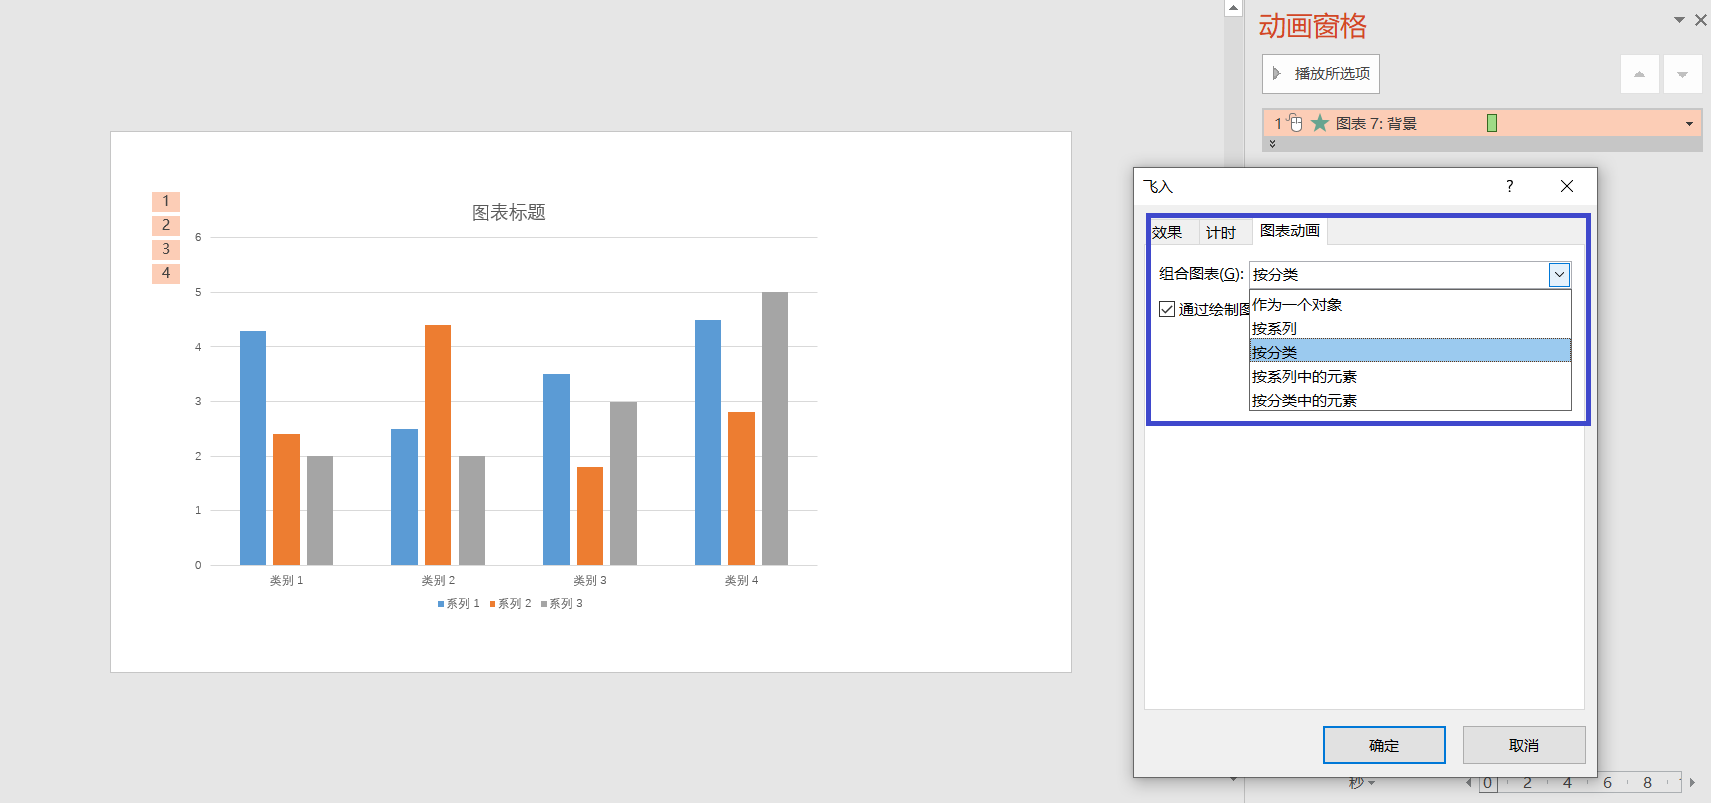 动画窗格
播放所选项
1 图表 7: 背景
1
2
3
4
图表标题
6
5
4
3
2
1
0
类别 1 类别 2 类别 3 类别 4
系列 1 系列 2 系列 3
飞入 ?
效果 计时 图表动画
组合图表(G): 按分类
通过绘制图
作为一个对象
按系列
按分类
按系列中的元素
按分类中的元素
确定 取消
秒 0 2 4 6 8